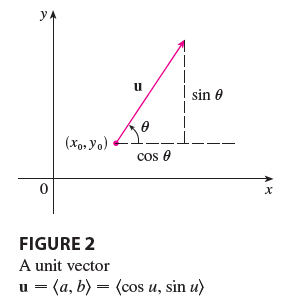 y
u
sin θ
θ
(x₀, y₀)
cos θ
0
x
FIGURE 2
A unit vector
u = ⟨a, b⟩ = ⟨cos u, sin u⟩